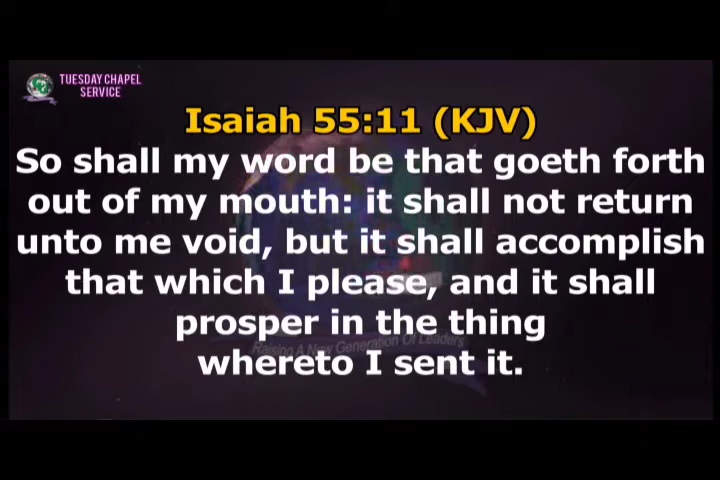 TUESDAY CHAPEL
SERVICE
Isaiah 55:11 (KJV)
So shall my word be that goeth forth
out of my mouth: it shall not return
unto me void, but it shall accomplish
that which I please, and it shall
prosper in the thing
Raising A New Generation Of Leaders
whereto I sent it.